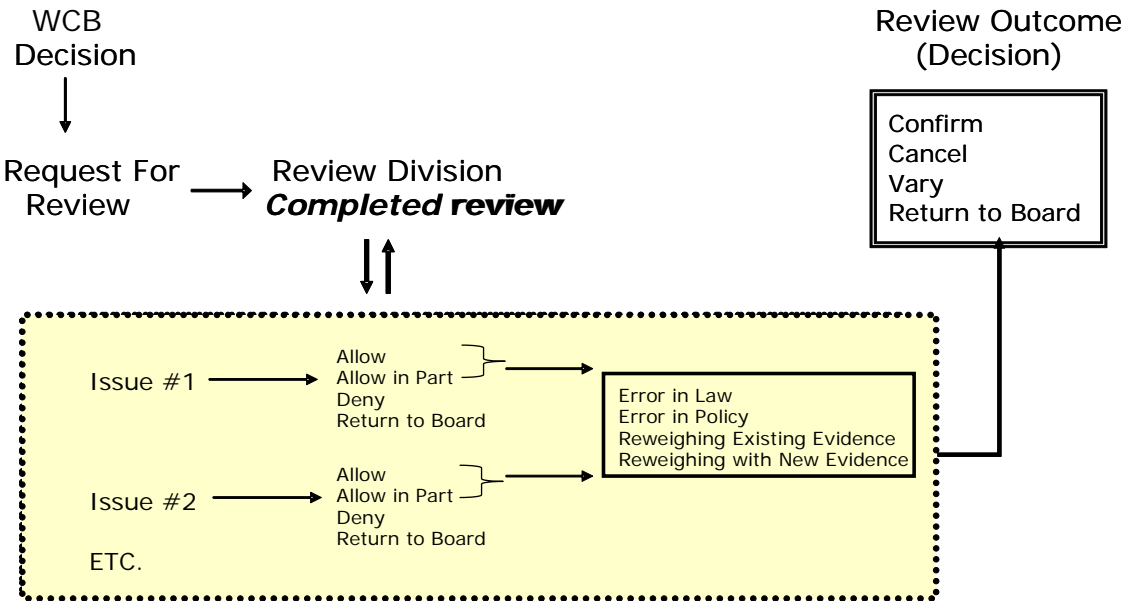 WCB
Decision
Request For
Review
Review Division
Completed review
Review Outcome
(Decision)
Confirm
Cancel
Vary
Return to Board
Issue #1
Allow
Allow in Part
Deny
Return to Board
Issue #2
Allow
Allow in Part
Deny
Return to Board
ETC.
Error in Law
Error in Policy
Reweighing Existing Evidence
Reweighing with New Evidence